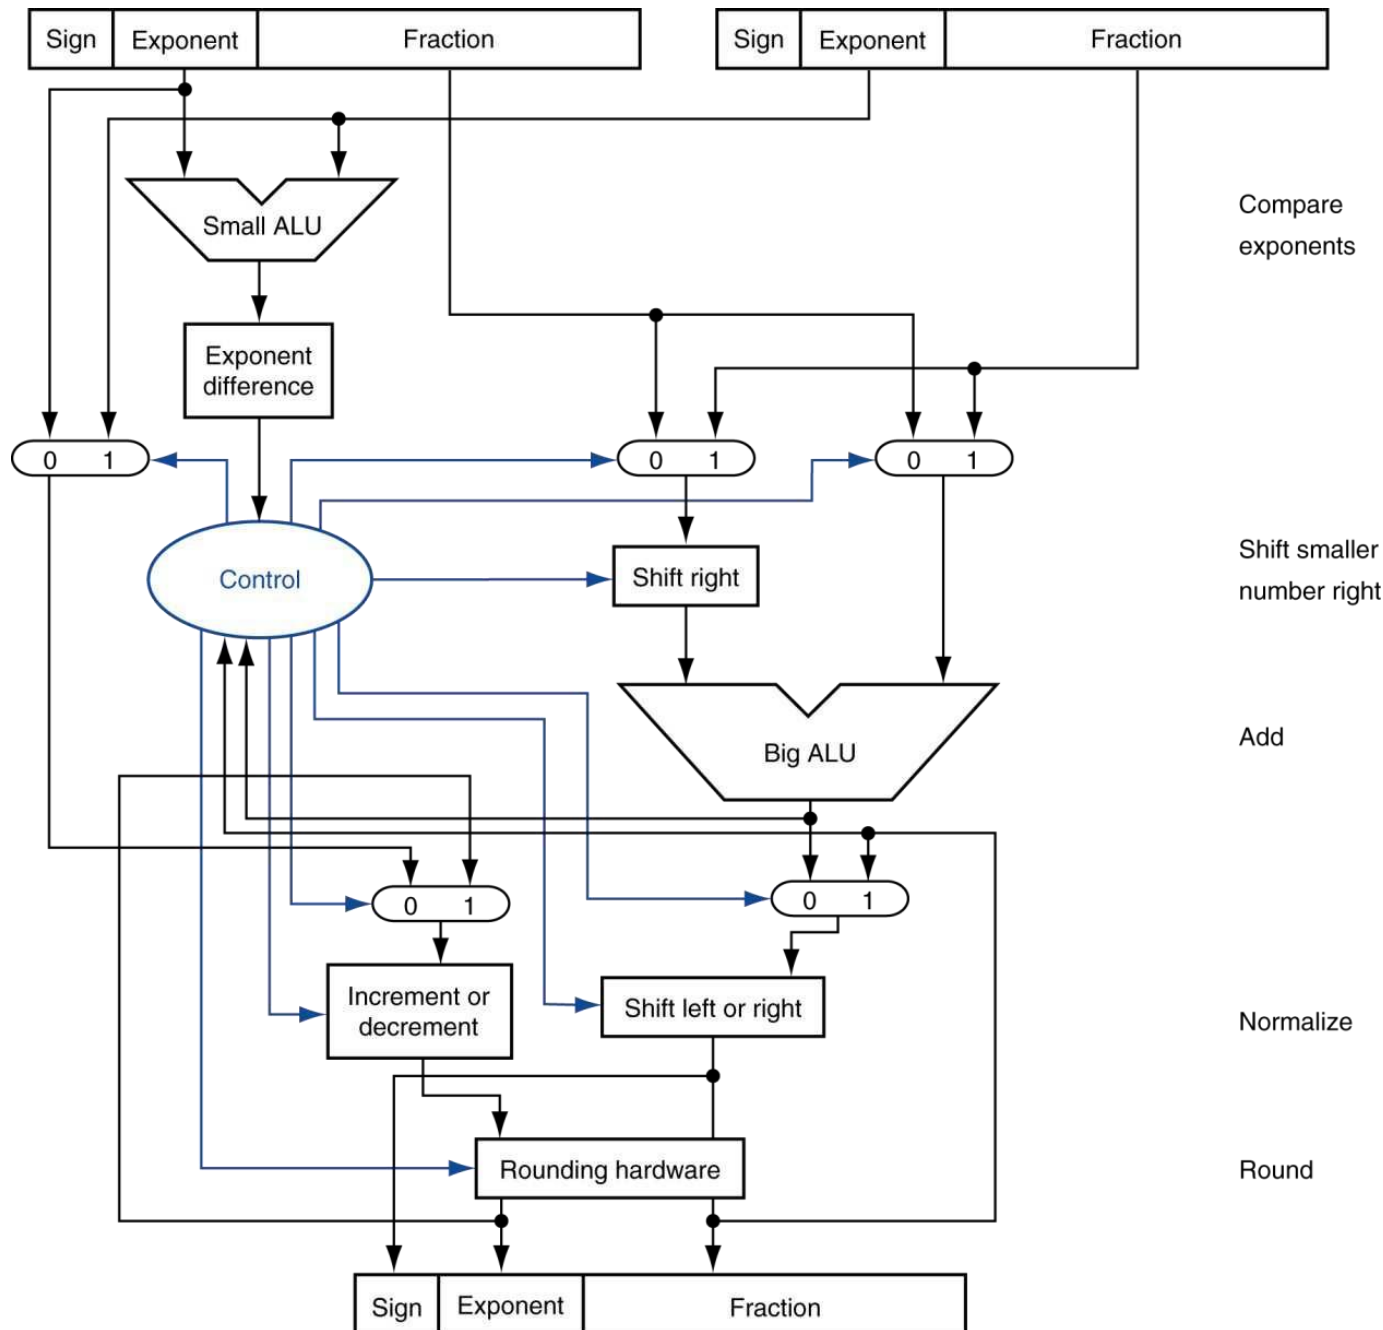 Sign Exponent Fraction Sign Exponent Fraction
Small ALU
Compare
exponents
Exponent
difference
0 1 0 1 0 1
Control
Shift right
Shift smaller
number right
Big ALU
Add
0 1 0 1
Increment or
decrement
Shift left or right
Normalize
Rounding hardware
Round
Sign Exponent Fraction